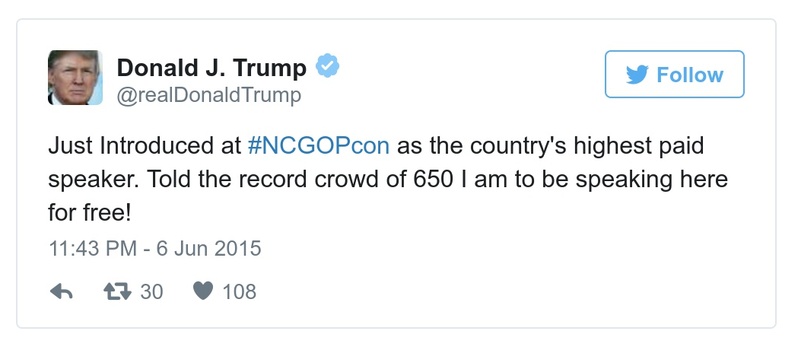 Donald J. Trump
@realDonaldTrump
Follow
Just Introduced at #NCGOPcon as the country's highest paid
speaker. Told the record crowd of 650 I am to be speaking here
for free!
11:43 PM - 6 Jun 2015
30 108